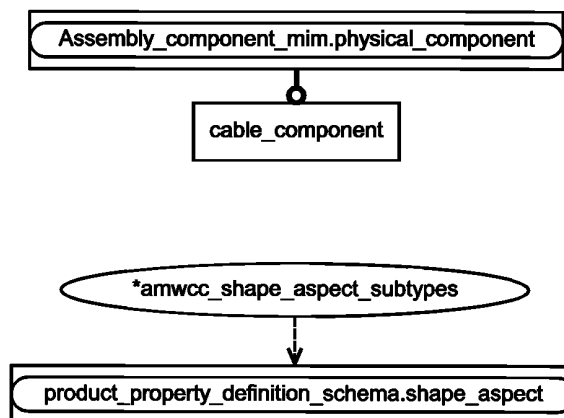 Assembly_component_mim.physical_component
cable_component
*amwcc_shape_aspect_subtypes
product_property_definition_schema.shape_aspect